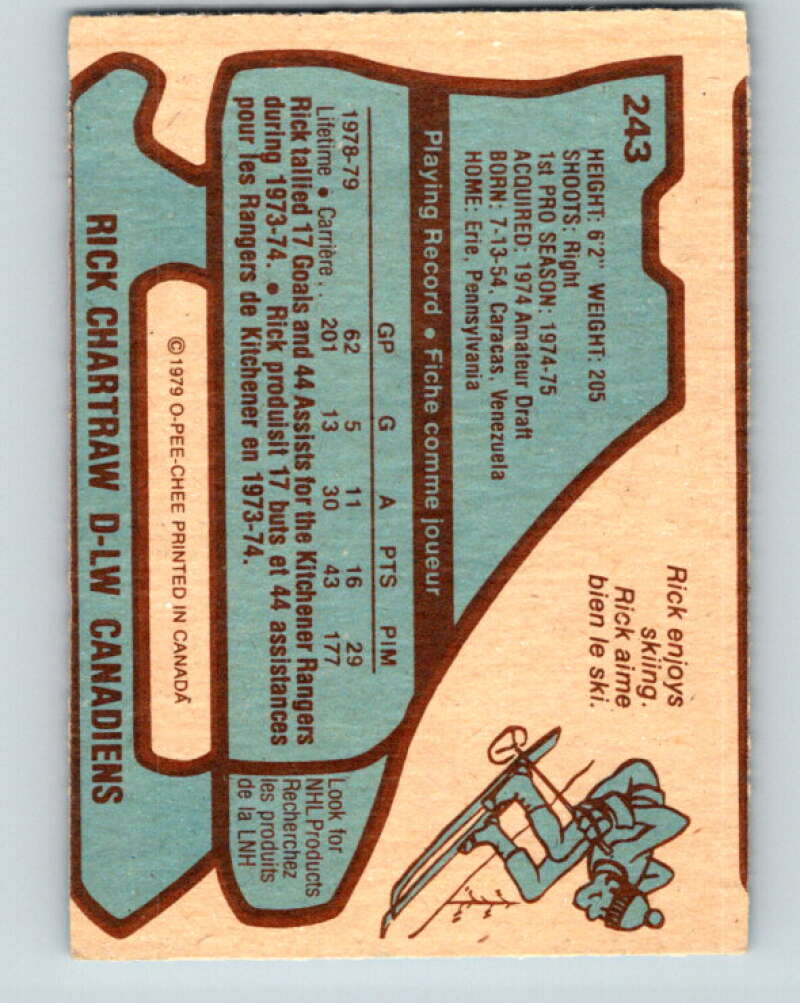 243
HEIGHT: 6'2" WEIGHT: 205
SHOOTS: Right
1st PRO SEASON: 1974-75
ACQUIRED: 1974 Amateur Draft
BORN: 7-13-54, Caracas, Venezuela
HOME: Erie, Pennsylvania
Rick enjoys
skiing.
Rick aime
bien le ski.
Playing Record • Fiche comme joueur
GP G A PTS PIM
1978-79 62 5 11 16 29
Lifetime • Carrière . . 201 13 30 43 177
Rick tallied 17 Goals and 44 Assists for the Kitchener Rangers
during 1973-74. • Rick produisit 17 buts et 44 assistances
pour les Rangers de Kitchener en 1973-74.
Look for
NHL Products
Recherchez
les produits
de la LNH
© 1979 O-PEE-CHEE PRINTED IN CANADA
RICK CHARTRAW D-LW CANADIENS